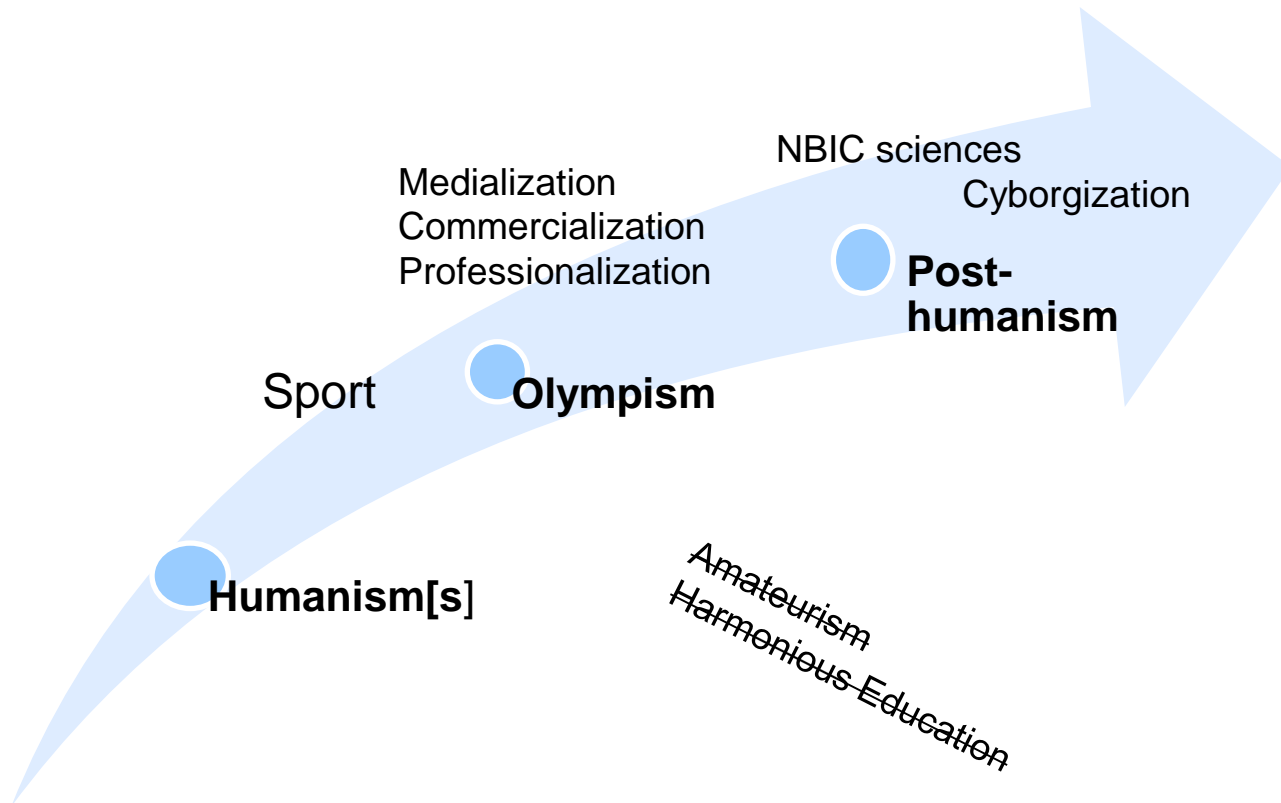 NBIC sciences
Cyborgization
Medialization
Commercialization
Professionalization
Post-
humanism
Sport
Olympism
Humanism[s]
Amateurism
Harmonious Education